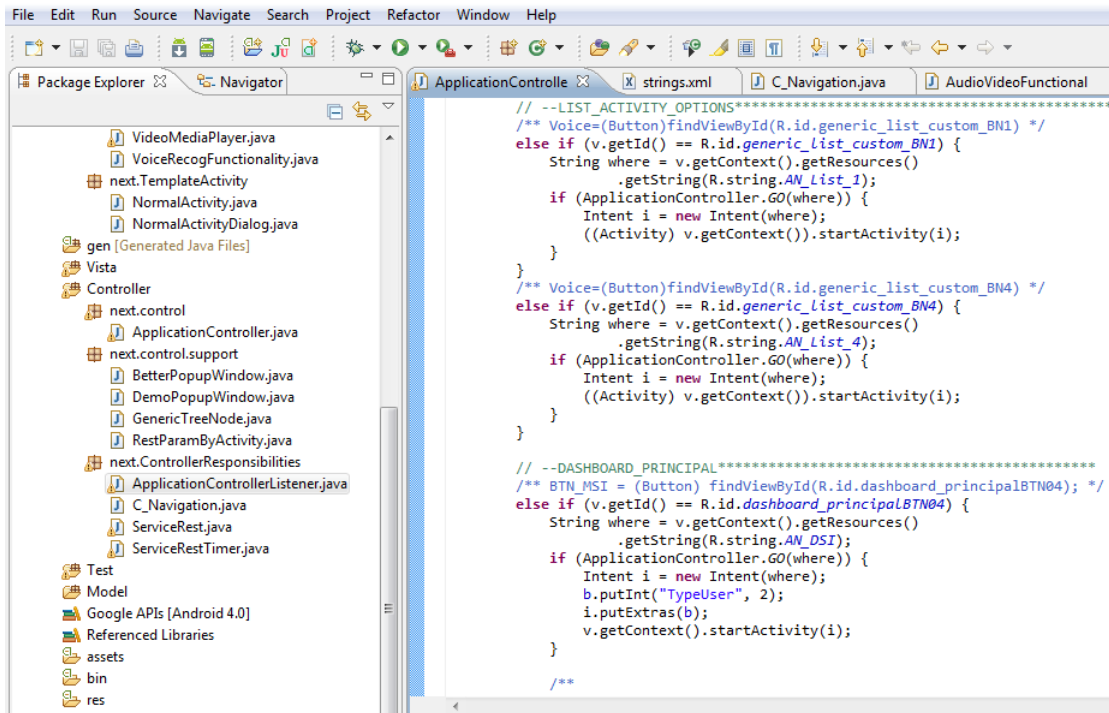 File Edit Run Source Navigate Search Project Refactor Window Help
Package Explorer
Navigator
VideoMediaPlayer.java
VoiceRecogFunctionality.java
next.TemplateActivity
NormalActivity.java
NormalActivityDialog.java
gen [Generated Java Files]
Vista
Controller
next.control
ApplicationController.java
next.control.support
BetterPopupWindow.java
DemoPopupWindow.java
GenericTreeNode.java
RestParamByActivity.java
next.ControllerResponsibilities
ApplicationControllerListener.java
C_Navigation.java
ServiceRest.java
ServiceRestTimer.java
Test
Model
Google APIs [Android 4.0]
Referenced Libraries
assets
bin
res
ApplicationControlle
strings.xml
C_Navigation.java
AudioVideoFunctional
// --LIST_ACTIVITY_OPTIONS*********************************************
/** Voice=(Button)findViewById(R.id.generic_list_custom_BN1) */
else if (v.getId() == R.id.generic_list_custom_BN1) {
String where = v.getContext().getResources()
.getString(R.string.AN_List_1);
if (ApplicationController.GO(where)) {
Intent i = new Intent(where);
((Activity) v.getContext()).startActivity(i);
}
}
/** Voice=(Button)findViewById(R.id.generic_list_custom_BN4) */
else if (v.getId() == R.id.generic_list_custom_BN4) {
String where = v.getContext().getResources()
.getString(R.string.AN_List_4);
if (ApplicationController.GO(where)) {
Intent i = new Intent(where);
((Activity) v.getContext()).startActivity(i);
}
}
// --DASHBOARD_PRINCIPAL*********************************************
/** BTN_MSI = (Button) findViewById(R.id.dashboard_principalBTN04); */
else if (v.getId() == R.id.dashboard_principalBTN04) {
String where = v.getContext().getResources()
.getString(R.string.AN_DSI);
if (ApplicationController.GO(where)) {
Intent i = new Intent(where);
b.putInt("TypeUser", 2);
i.putExtras(b);
v.getContext().startActivity(i);
}
/**